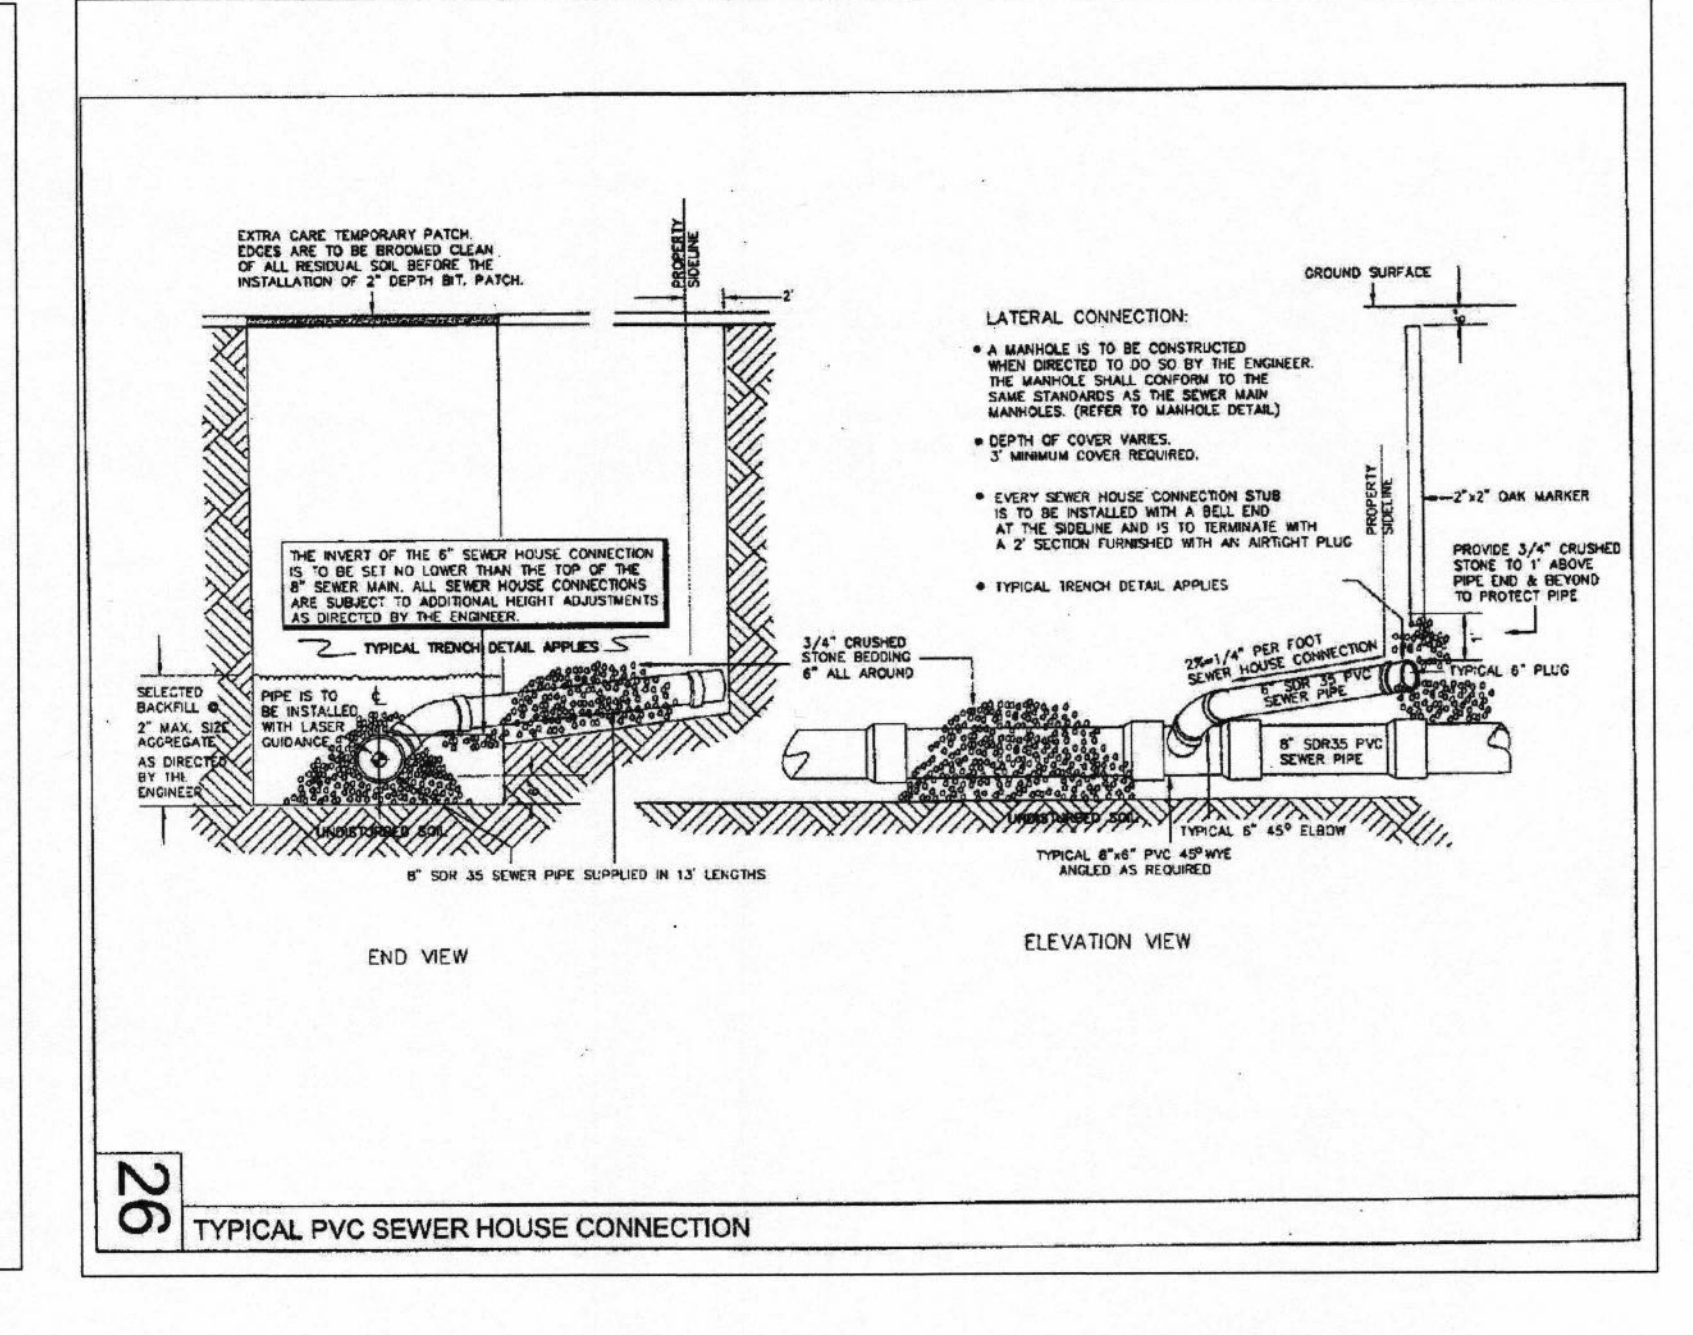 EXTRA CARE TEMPORARY PATCH.
EDGES ARE TO BE BROOMED CLEAN
OF ALL RESIDUAL SOIL BEFORE THE
INSTALLATION OF 2" DEPTH BIT. PATCH.
PROPERTY
SIDELINE
2'
THE INVERT OF THE 6" SEWER HOUSE CONNECTION
IS TO BE SET NO LOWER THAN THE TOP OF THE
8" SEWER MAIN. ALL SEWER HOUSE CONNECTIONS
ARE SUBJECT TO ADDITIONAL HEIGHT ADJUSTMENTS
AS DIRECTED BY THE ENGINEER.
TYPICAL TRENCH DETAIL APPLIES
SELECTED
BACKFILL @
2" MAX. SIZE
AGGREGATE
AS DIRECTED
BY THE
ENGINEER
PIPE IS TO
BE INSTALLED
WITH LASER
GUIDANCE
℄
UNDISTURBED SOIL
8" SDR 35 SEWER PIPE SUPPLIED IN 13' LENGTHS
END VIEW
3/4" CRUSHED
STONE BEDDING
6" ALL AROUND
LATERAL CONNECTION:
• A MANHOLE IS TO BE CONSTRUCTED
WHEN DIRECTED TO DO SO BY THE ENGINEER.
THE MANHOLE SHALL CONFORM TO THE
SAME STANDARDS AS THE SEWER MAIN
MANHOLES. (REFER TO MANHOLE DETAIL)
• DEPTH OF COVER VARIES.
3' MINIMUM COVER REQUIRED.
• EVERY SEWER HOUSE CONNECTION STUB
IS TO BE INSTALLED WITH A BELL END
AT THE SIDELINE AND IS TO TERMINATE WITH
A 2' SECTION FURNISHED WITH AN AIRTIGHT PLUG
• TYPICAL TRENCH DETAIL APPLIES
GROUND SURFACE
PROPERTY
SIDELINE
2"x2" OAK MARKER
PROVIDE 3/4" CRUSHED
STONE TO 1' ABOVE
PIPE END & BEYOND
TO PROTECT PIPE
1'
TYPICAL 6" PLUG
2%=1/4" PER FOOT
SEWER HOUSE CONNECTION
6" SDR 35 PVC
SEWER PIPE
8" SDR35 PVC
SEWER PIPE
UNDISTURBED SOIL
TYPICAL 6" 45° ELBOW
TYPICAL 8"x6" PVC 45° WYE
ANGLED AS REQUIRED
ELEVATION VIEW
26
TYPICAL PVC SEWER HOUSE CONNECTION